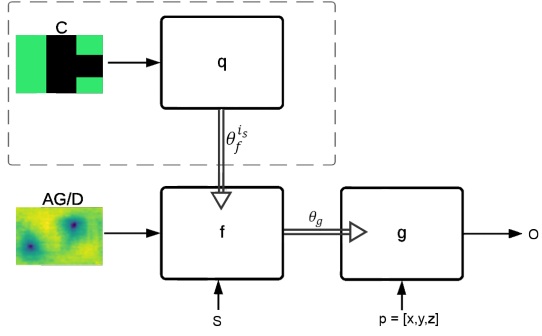 C
q
θ_f^{i_s}
AG/D
f
θ_g
g
O
S
p = [x,y,z]